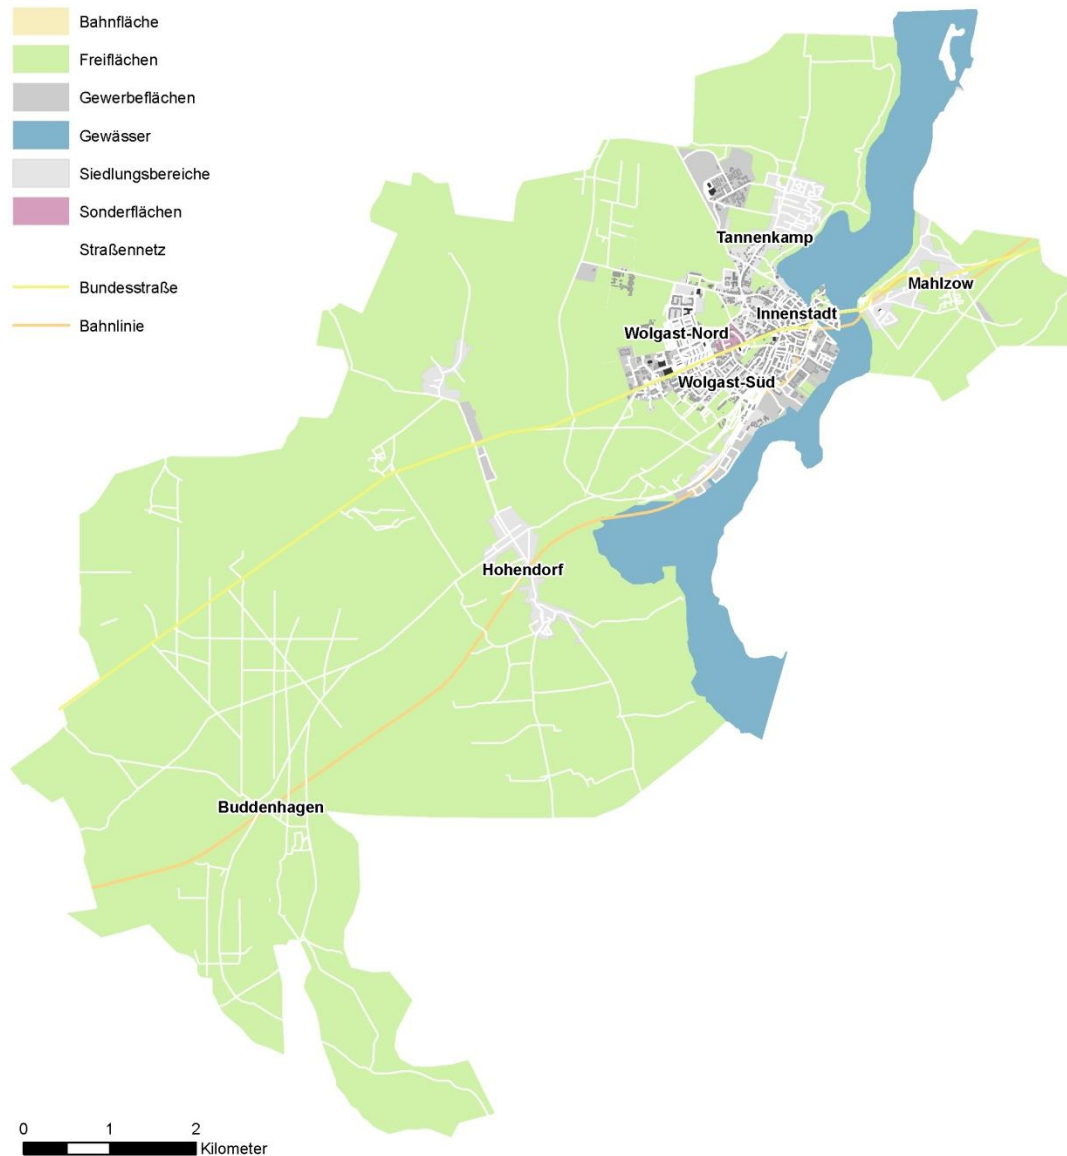 Bahnfläche
Freiflächen
Gewerbeflächen
Gewässer
Siedlungsbereiche
Sonderflächen
Straßennetz
Bundesstraße
Bahnlinie
Tannenkamp
Mahlzow
Innenstadt
Wolgast-Nord
Wolgast-Süd
Hohendorf
Buddenhagen
0 1 2
Kilometer